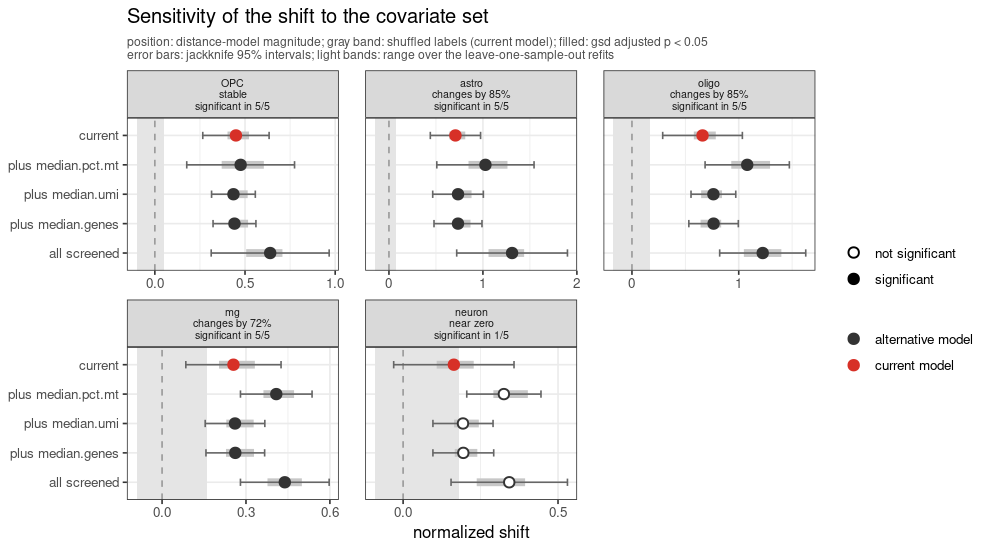 Sensitivity of the shift to the covariate set
position: distance-model magnitude; gray band: shuffled labels (current model); filled: gsd adjusted p < 0.05
error bars: jackknife 95% intervals; light bands: range over the leave-one-sample-out refits
OPC
stable
significant in 5/5
astro
changes by 85%
significant in 5/5
oligo
changes by 85%
significant in 5/5
current
plus median.pct.mt
plus median.umi
plus median.genes
all screened
0.0 0.5 1.0
0 1 2
0 1
mg
changes by 72%
significant in 5/5
neuron
near zero
significant in 1/5
current
plus median.pct.mt
plus median.umi
plus median.genes
all screened
0.0 0.3 0.6
0.0 0.5
normalized shift
not significant
significant
alternative model
current model